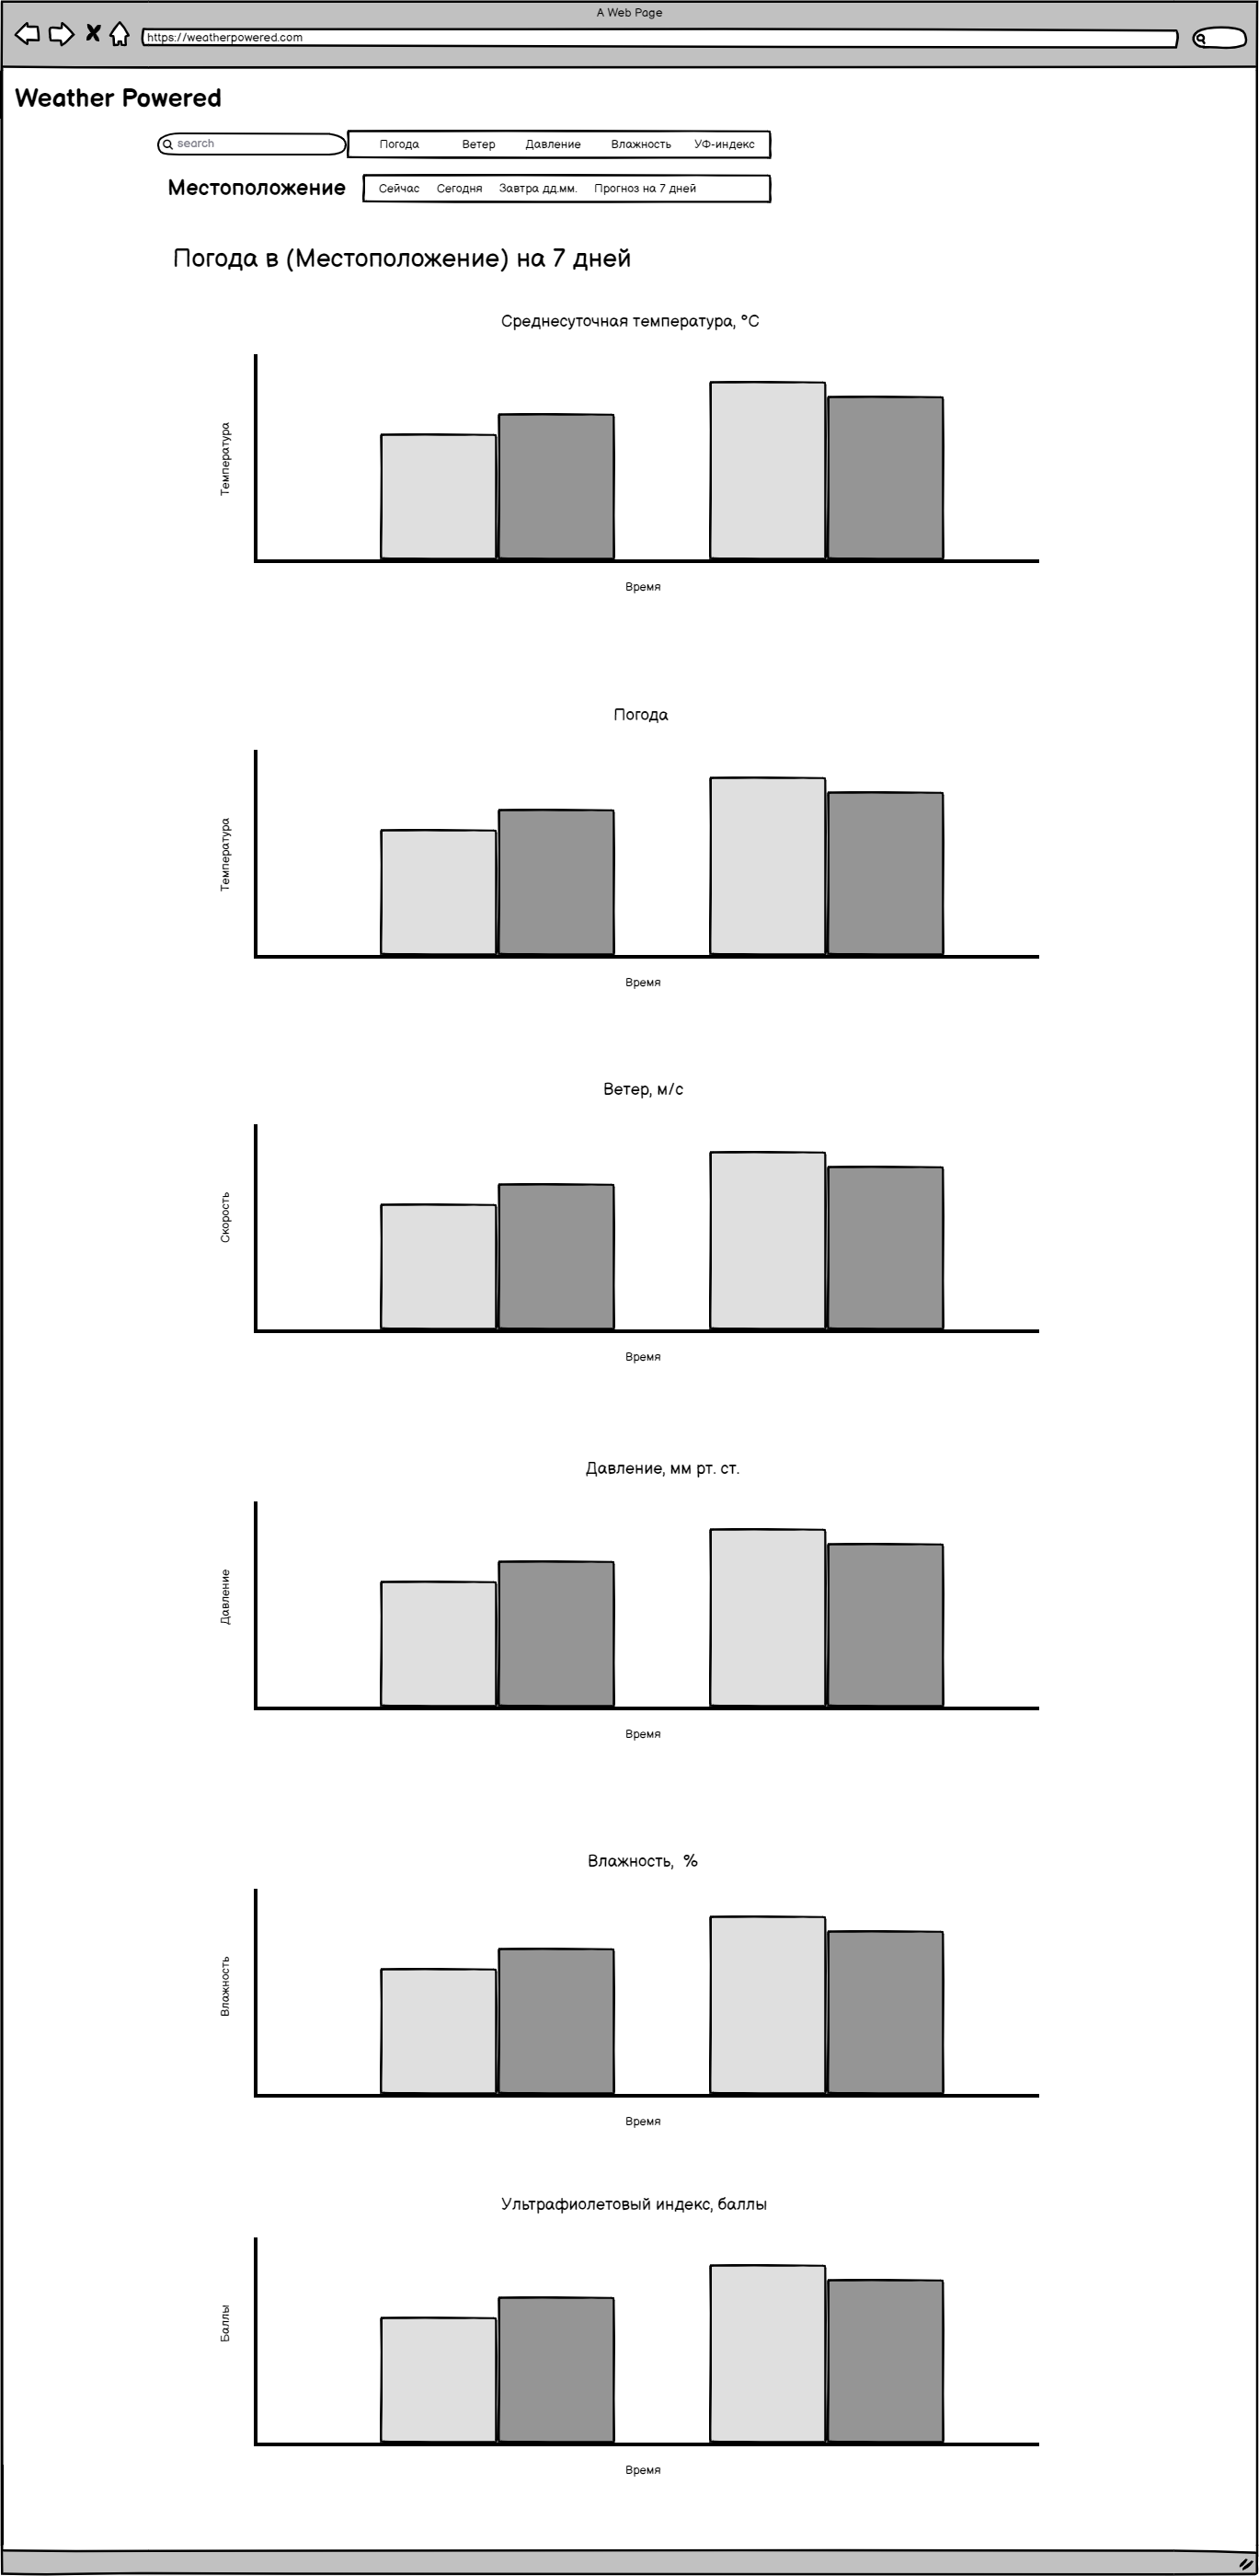 A Web Page
https://weatherpowered.com
Weather Powered
search
Погода Ветер Давление Влажность УФ-индекс
Местоположение
Сейчас Сегодня Завтра дд.мм. Прогноз на 7 дней
Погода в (Местоположение) на 7 дней
Среднесуточная температура, °C
Температура
Время
Погода
Температура
Время
Ветер, м/с
Скорость
Время
Давление, мм рт. ст.
Давление
Время
Влажность, %
Влажность
Время
Ультрафиолетовый индекс, баллы
Баллы
Время